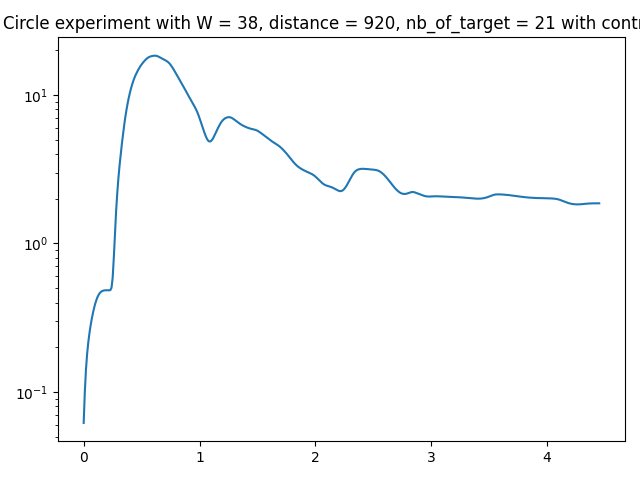 Circle experiment with W = 38, distance = 920, nb_of_target = 21 with contr
10¹
10⁰
10⁻¹
0 1 2 3 4